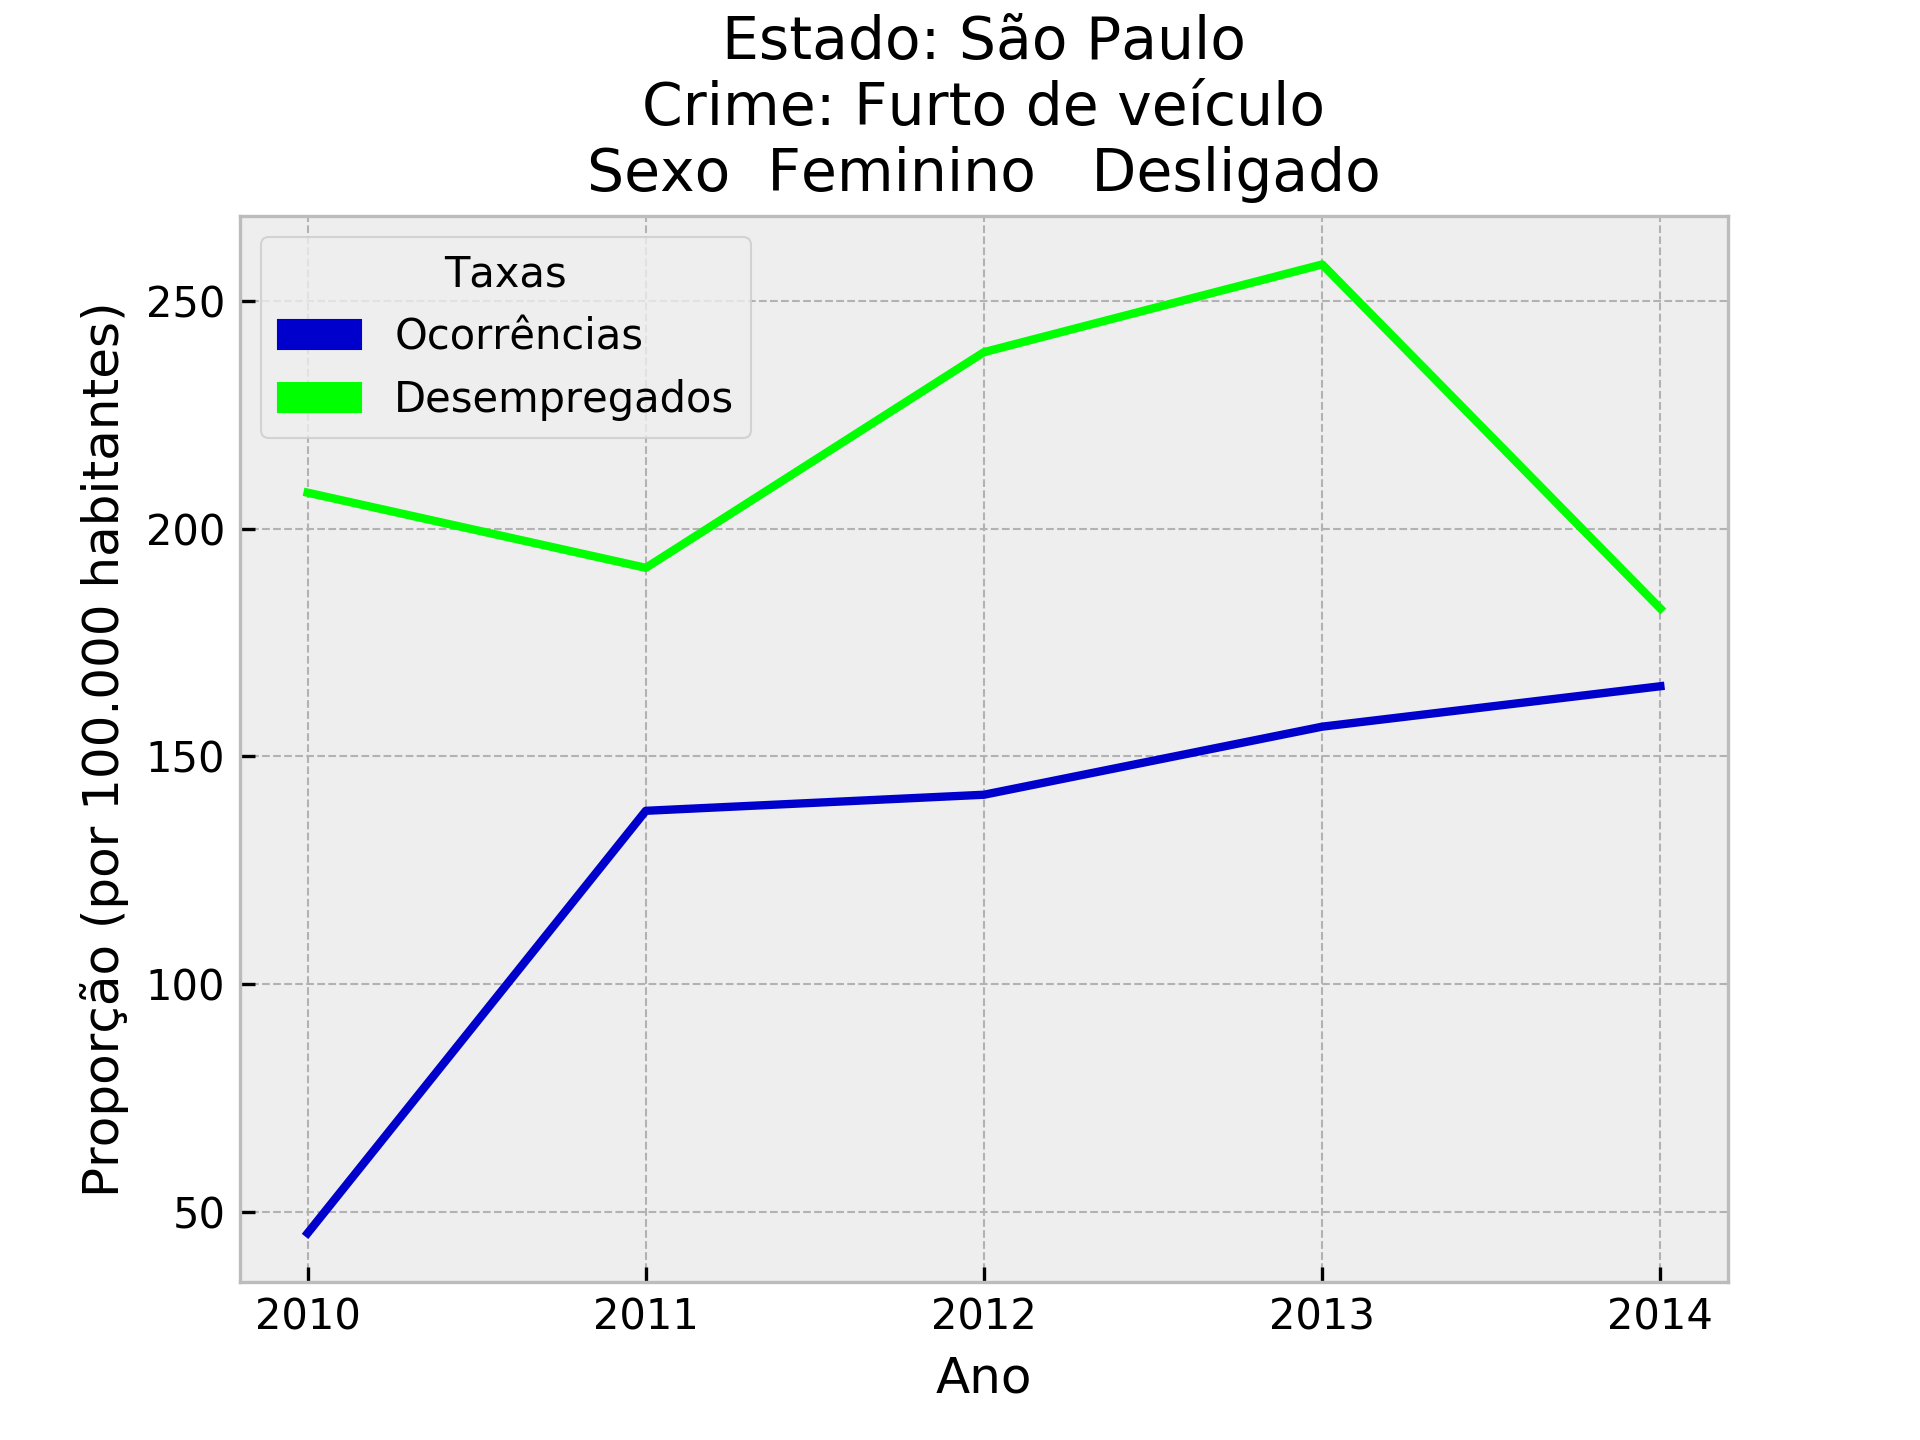 Estado: São Paulo
Crime: Furto de veículo
Sexo  Feminino   Desligado
Taxas
Ocorrências
Desempregados
Proporção (por 100.000 habitantes)
250
200
150
100
50
2010 2011 2012 2013 2014
Ano